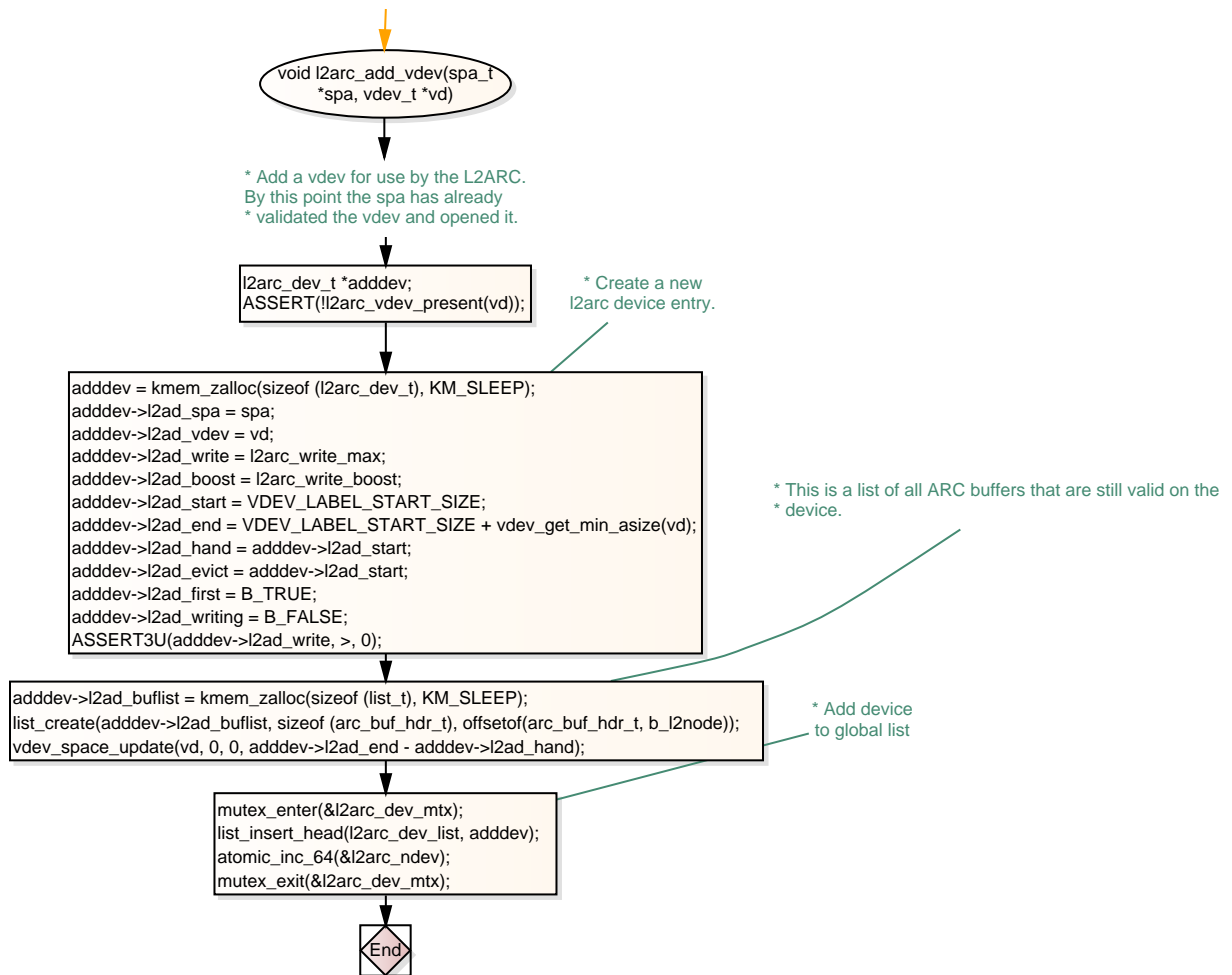 void l2arc_add_vdev(spa_t
*spa, vdev_t *vd)
* Add a vdev for use by the L2ARC.
By this point the spa has already
* validated the vdev and opened it.
l2arc_dev_t *adddev;
ASSERT(!l2arc_vdev_present(vd));
* Create a new
l2arc device entry.
adddev = kmem_zalloc(sizeof (l2arc_dev_t), KM_SLEEP);
adddev->l2ad_spa = spa;
adddev->l2ad_vdev = vd;
adddev->l2ad_write = l2arc_write_max;
adddev->l2ad_boost = l2arc_write_boost;
adddev->l2ad_start = VDEV_LABEL_START_SIZE;
adddev->l2ad_end = VDEV_LABEL_START_SIZE + vdev_get_min_asize(vd);
adddev->l2ad_hand = adddev->l2ad_start;
adddev->l2ad_evict = adddev->l2ad_start;
adddev->l2ad_first = B_TRUE;
adddev->l2ad_writing = B_FALSE;
ASSERT3U(adddev->l2ad_write, >, 0);
* This is a list of all ARC buffers that are still valid on the
* device.
adddev->l2ad_buflist = kmem_zalloc(sizeof (list_t), KM_SLEEP);
list_create(adddev->l2ad_buflist, sizeof (arc_buf_hdr_t), offsetof(arc_buf_hdr_t, b_l2node));
vdev_space_update(vd, 0, 0, adddev->l2ad_end - adddev->l2ad_hand);
* Add device
to global list
mutex_enter(&l2arc_dev_mtx);
list_insert_head(l2arc_dev_list, adddev);
atomic_inc_64(&l2arc_ndev);
mutex_exit(&l2arc_dev_mtx);
End